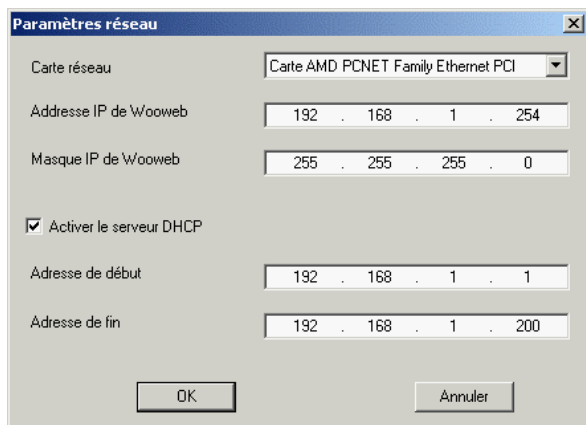 Paramètres réseau
Carte réseau Carte AMD PCNET Family Ethernet PCI
Addresse IP de Wooweb 192 . 168 . 1 . 254
Masque IP de Wooweb 255 . 255 . 255 . 0
Activer le serveur DHCP
Adresse de début 192 . 168 . 1 . 1
Adresse de fin 192 . 168 . 1 . 200
OK Annuler